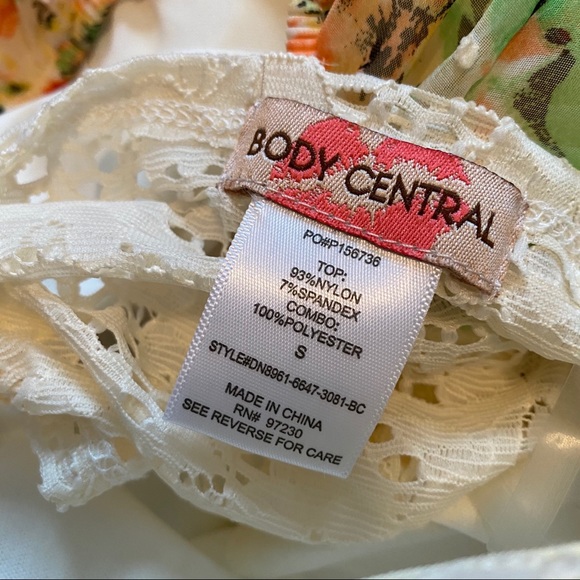 BODY CENTRAL
PO#P156736
TOP:
93%NYLON
7%SPANDEX
COMBO:
100%POLYESTER
S
STYLE#DN8961-6647-3081-BC
MADE IN CHINA
RN# 97230
SEE REVERSE FOR CARE